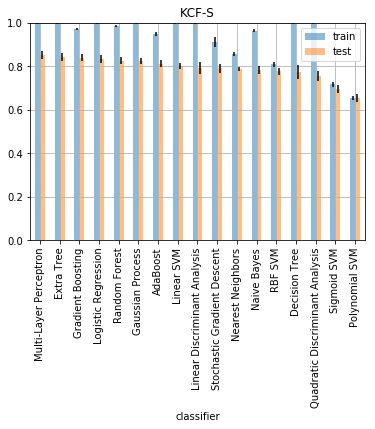 KCF-S
train
test
1.0
0.8
0.6
0.4
0.2
0.0
Multi-Layer Perceptron
Extra Tree
Gradient Boosting
Logistic Regression
Random Forest
Gaussian Process
AdaBoost
Linear SVM
Linear Discriminant Analysis
Stochastic Gradient Descent
Nearest Neighbors
Naive Bayes
RBF SVM
Decision Tree
Quadratic Discriminant Analysis
Sigmoid SVM
Polynomial SVM
classifier